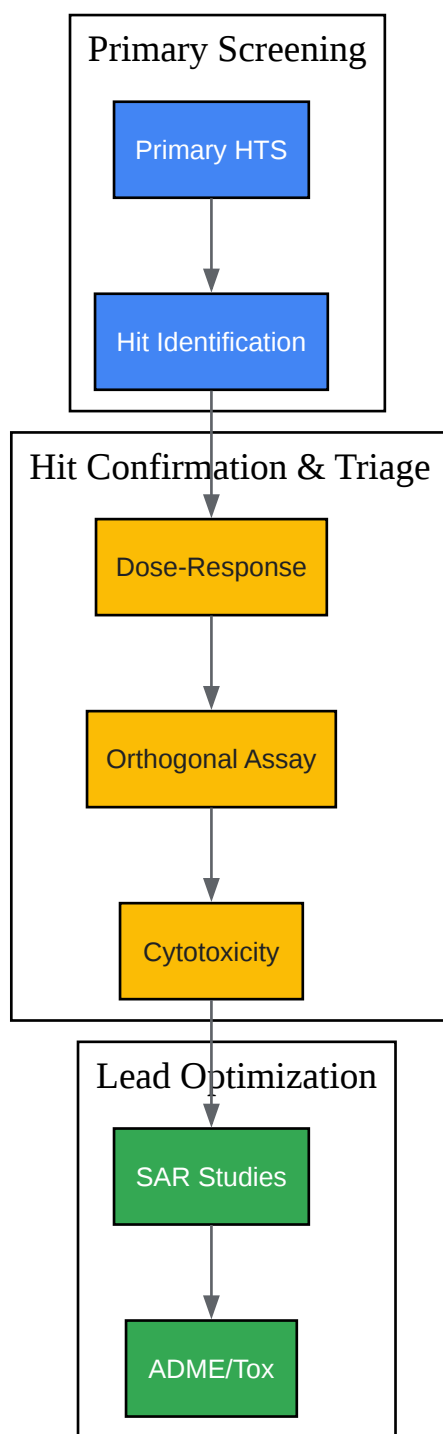 Primary Screening
Primary HTS
Hit Identification
Hit Confirmation & Triage
Dose-Response
Orthogonal Assay
Cytotoxicity
Lead Optimization
SAR Studies
ADME/Tox